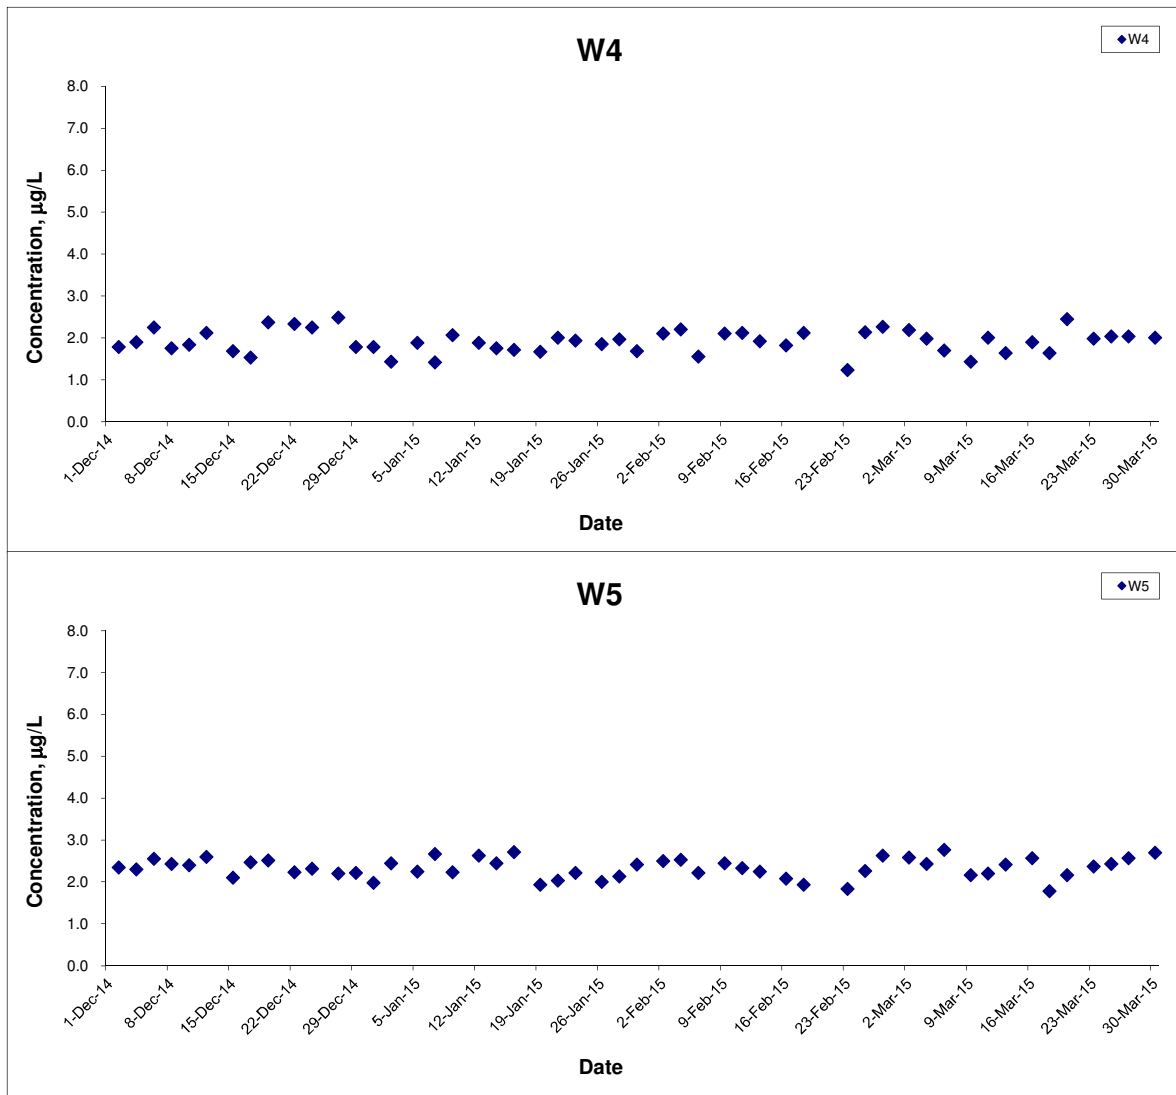 W4
W4
8.0
7.0
6.0
5.0
4.0
3.0
2.0
1.0
0.0
Concentration, µg/L
1-Dec-14
8-Dec-14
15-Dec-14
22-Dec-14
29-Dec-14
5-Jan-15
12-Jan-15
19-Jan-15
26-Jan-15
2-Feb-15
9-Feb-15
16-Feb-15
23-Feb-15
2-Mar-15
9-Mar-15
16-Mar-15
23-Mar-15
30-Mar-15
Date
W5
W5
8.0
7.0
6.0
5.0
4.0
3.0
2.0
1.0
0.0
Concentration, µg/L
1-Dec-14
8-Dec-14
15-Dec-14
22-Dec-14
29-Dec-14
5-Jan-15
12-Jan-15
19-Jan-15
26-Jan-15
2-Feb-15
9-Feb-15
16-Feb-15
23-Feb-15
2-Mar-15
9-Mar-15
16-Mar-15
23-Mar-15
30-Mar-15
Date